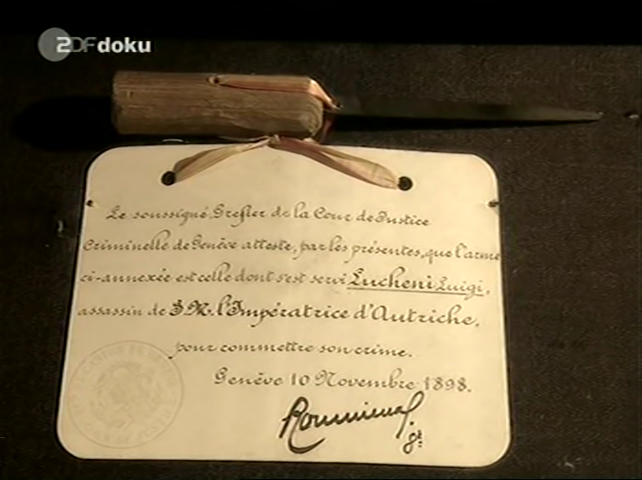 ZDFdoku
Le soussigné, Greffier de la Cour de Justice
Criminelle de Genève atteste, par les présentes, que l'arme
ci-annexée est celle dont s'est servi Lucheni Luigi,
assassin de S.M. l'Impératrice d'Autriche,
pour commettre son crime.
Genève 10 Novembre 1898.